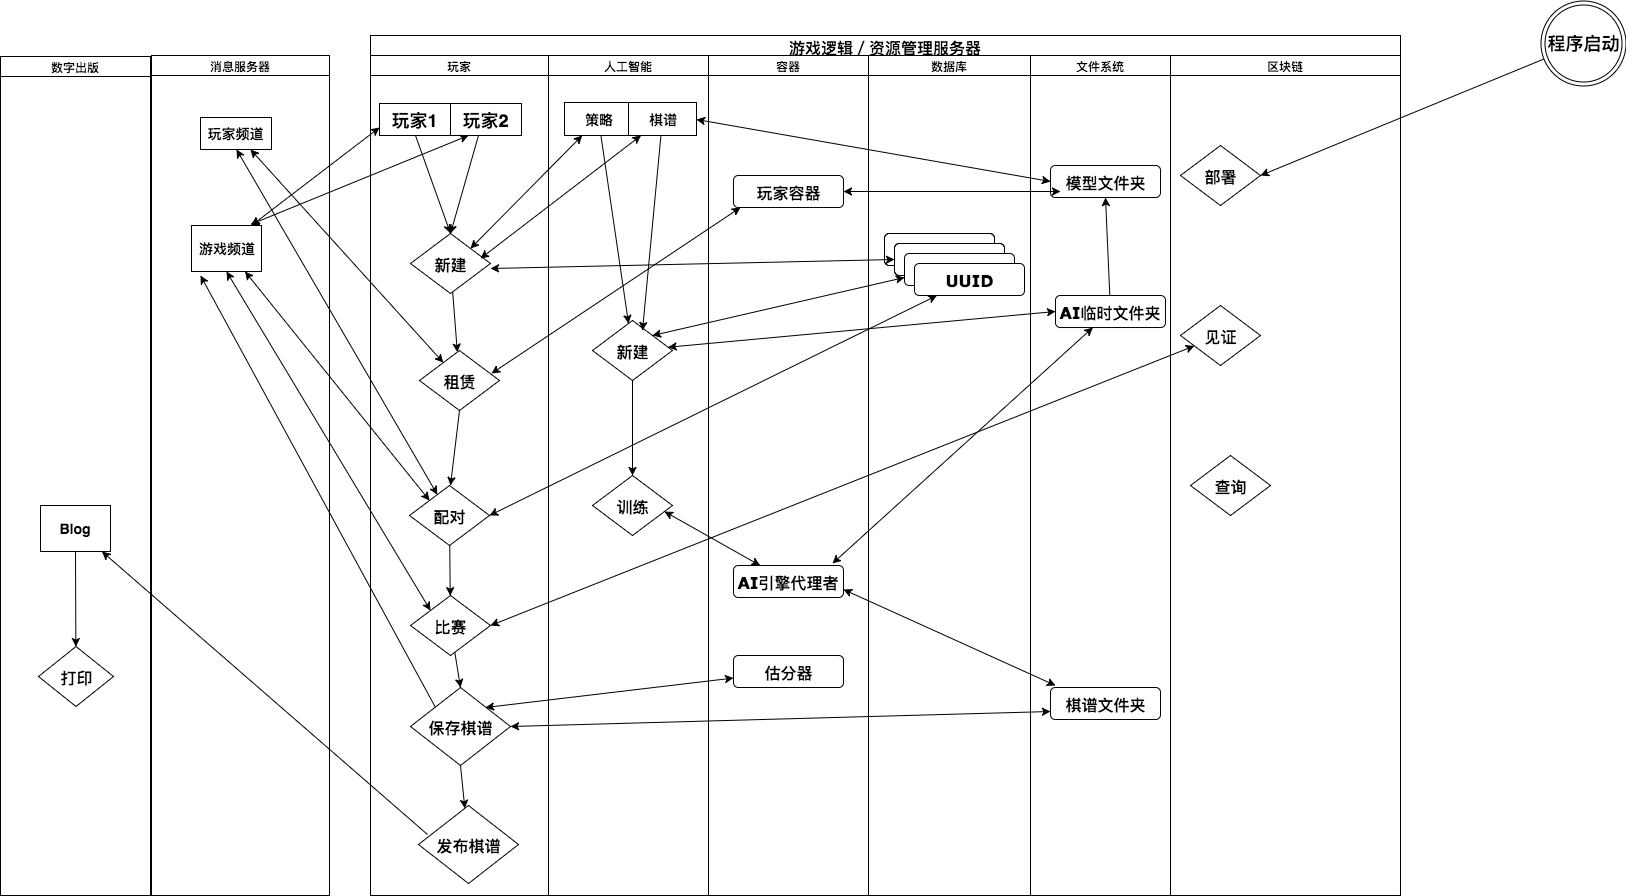 程序启动
游戏逻辑 / 资源管理服务器
数字出版
消息服务器
玩家
人工智能
容器
数据库
文件系统
区块链
玩家频道
玩家1
玩家2
策略
棋谱
部署
玩家容器
模型文件夹
游戏频道
新建
UUID
AI临时文件夹
见证
新建
租赁
查询
训练
配对
Blog
AI引擎代理者
比赛
打印
估分器
棋谱文件夹
保存棋谱
发布棋谱